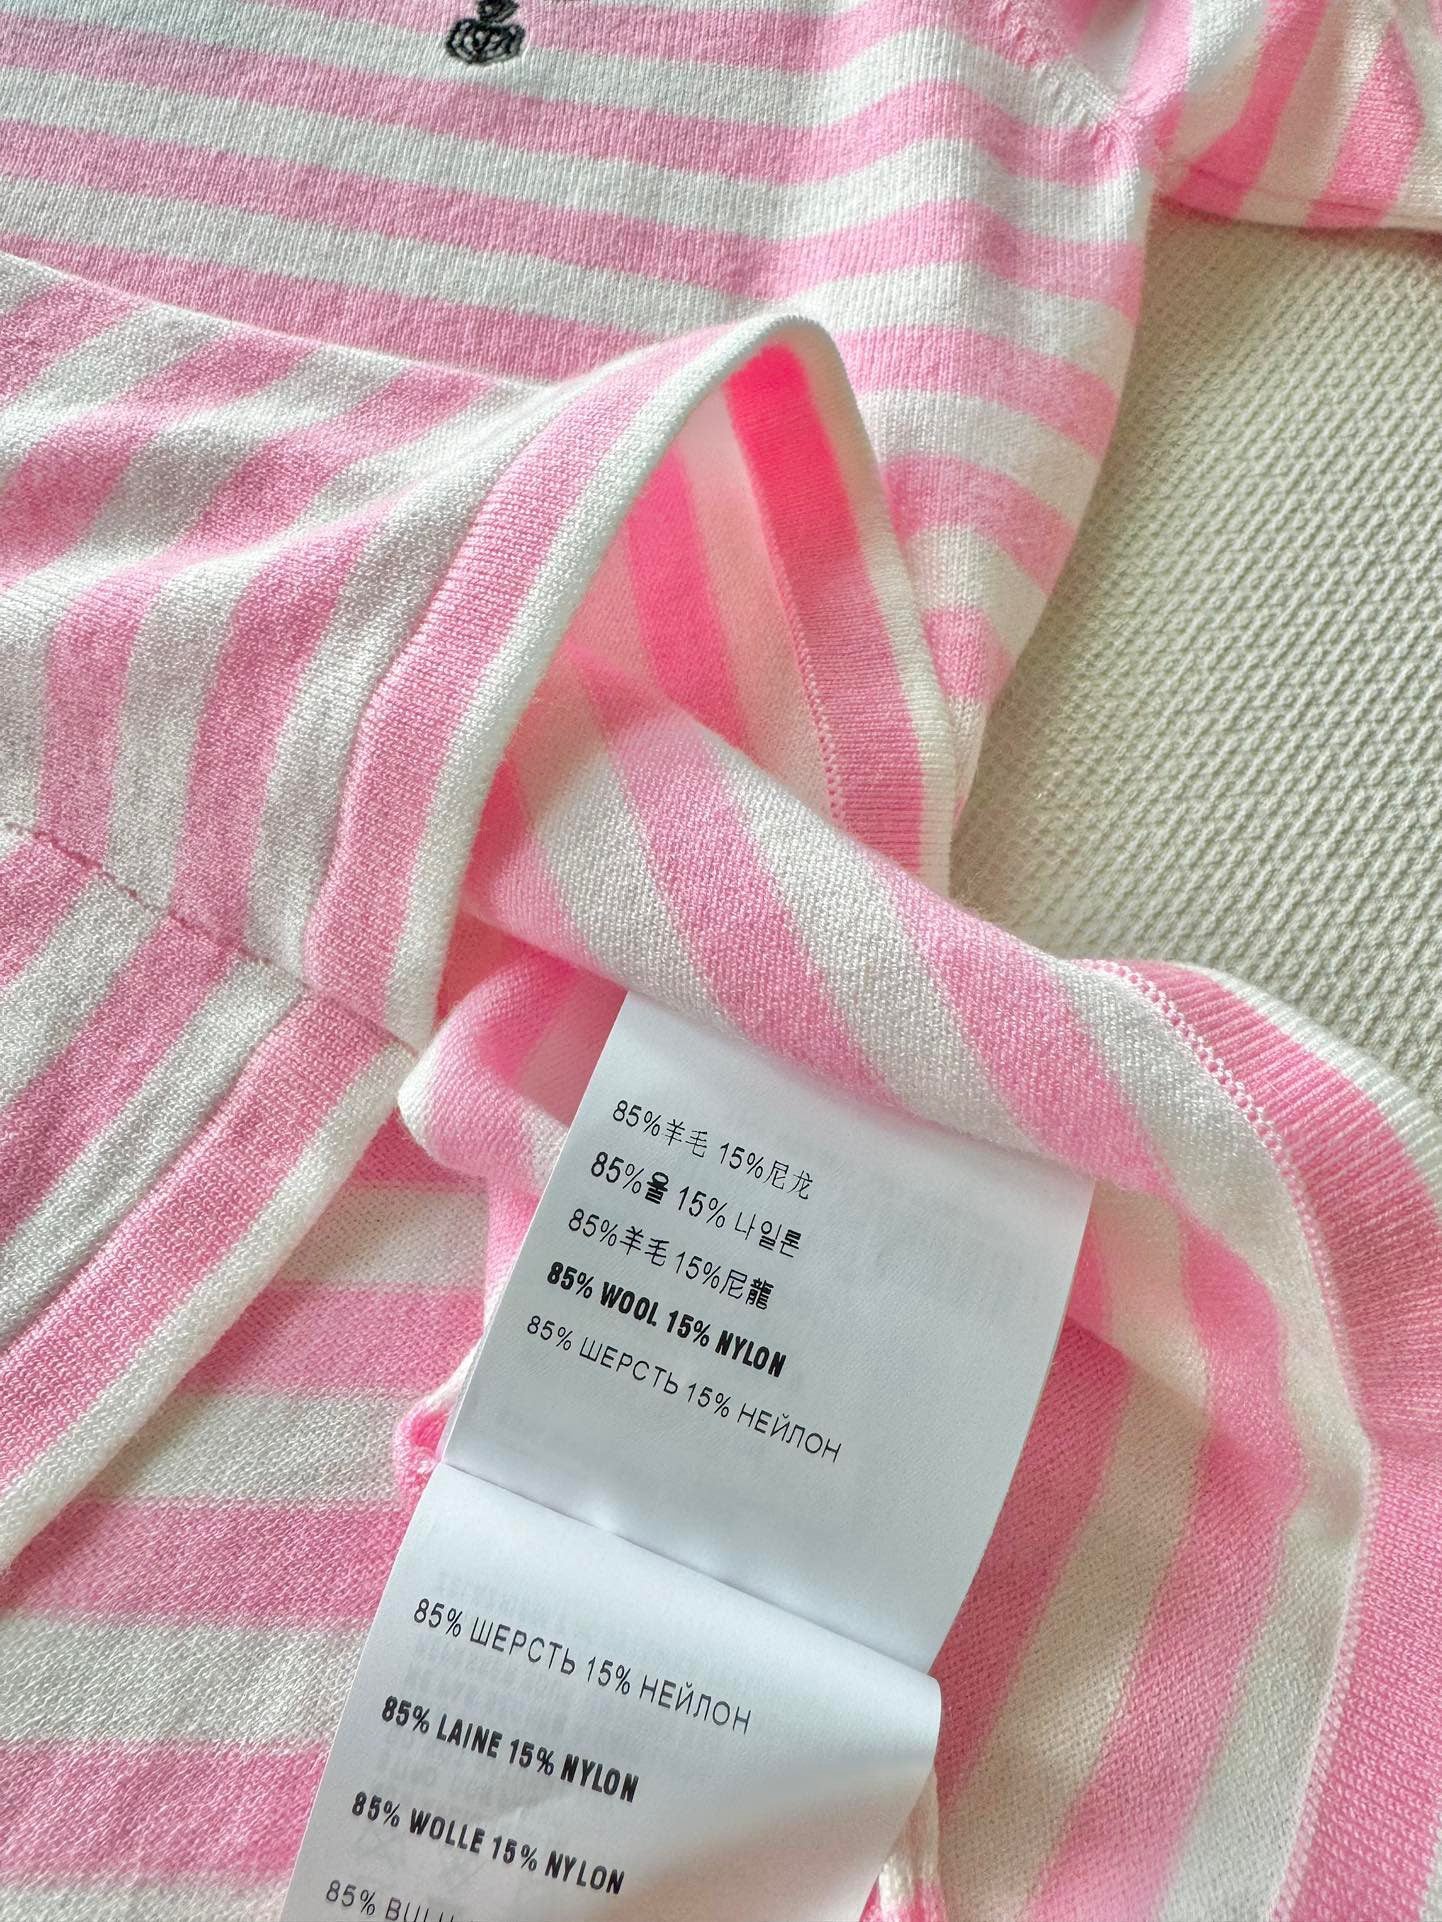 85%羊毛 15%尼龙
85%울 15% 나일론
85%羊毛 15%尼龍
85% WOOL 15% NYLON
85% ШЕРСТЬ 15% НЕЙЛОН
85% ШЕРСТЬ 15% НЕЙЛОН
85% LAINE 15% NYLON
85% WOLLE 15% NYLON
85%